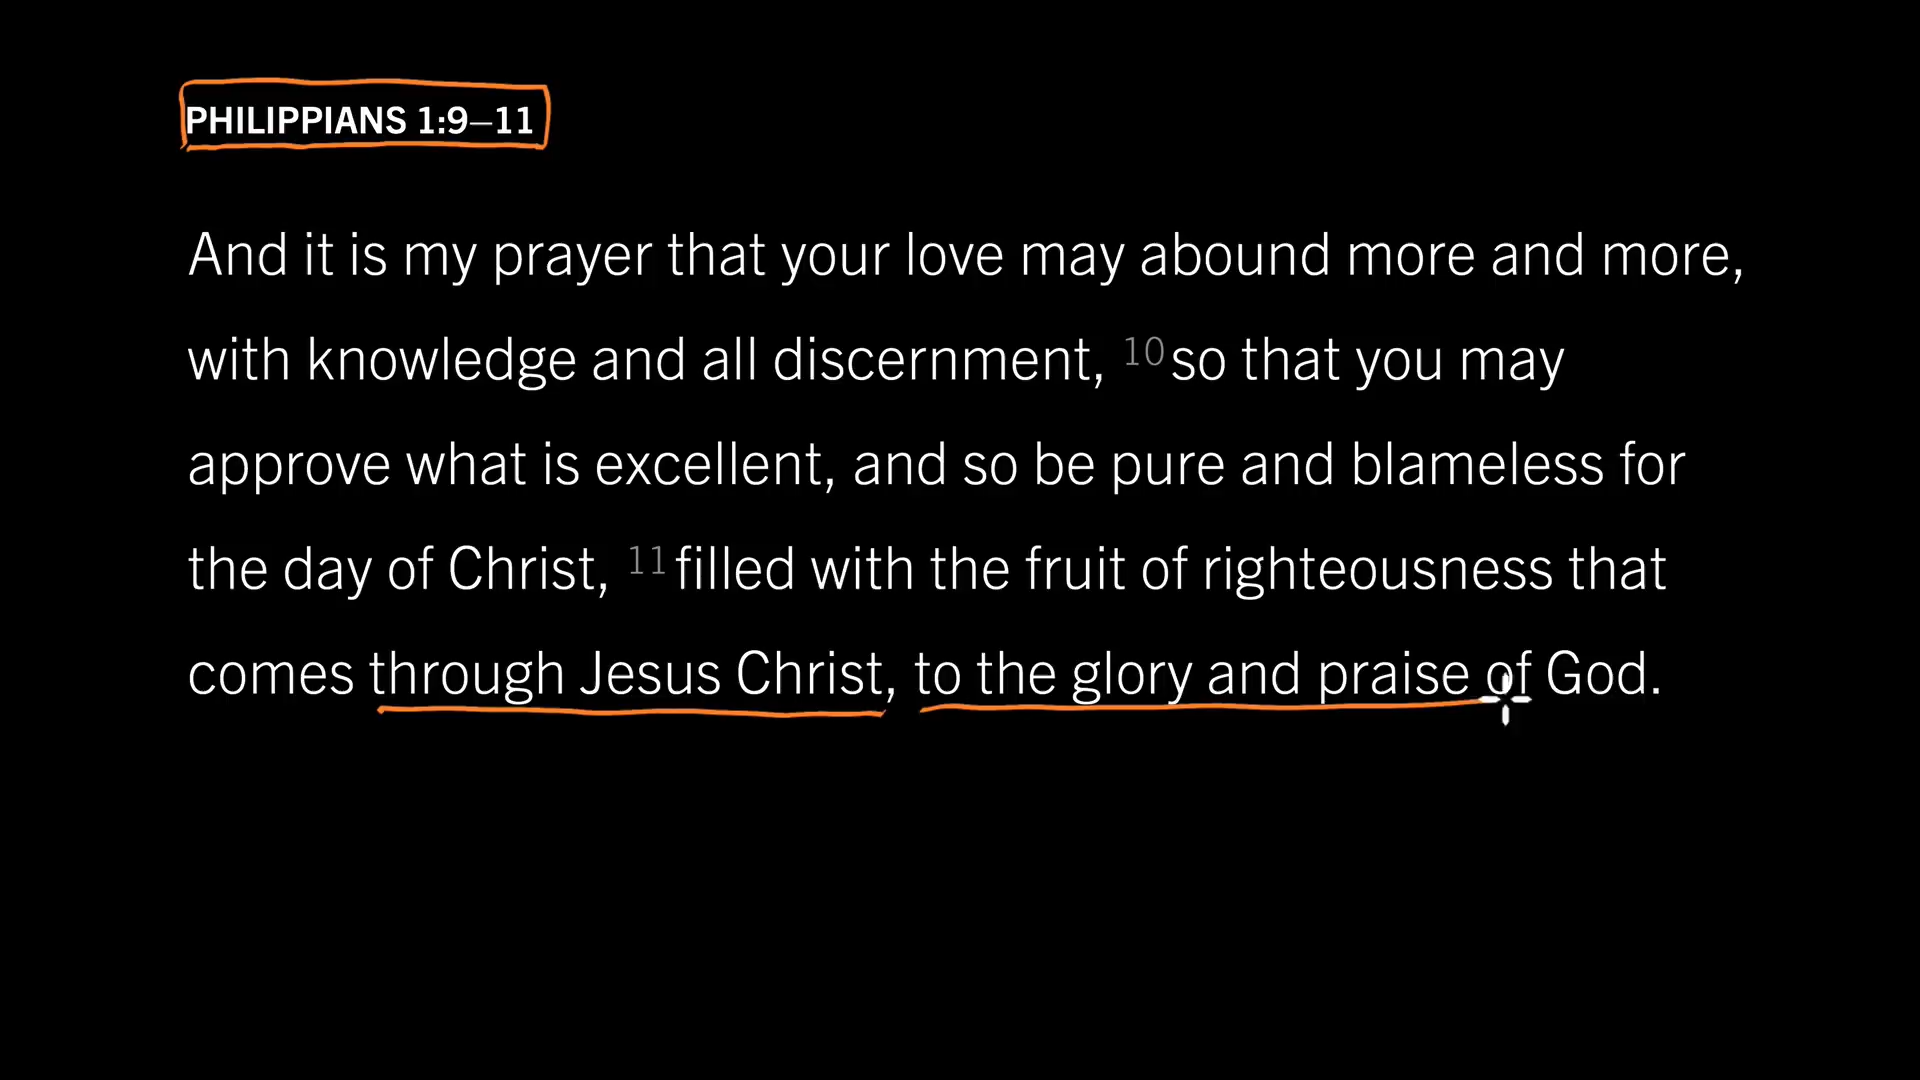 PHILIPPIANS 1:9–11
And it is my prayer that your love may abound more and more,
with knowledge and all discernment, 10 so that you may
approve what is excellent, and so be pure and blameless for
the day of Christ, 11 filled with the fruit of righteousness that
comes through Jesus Christ, to the glory and praise of God.